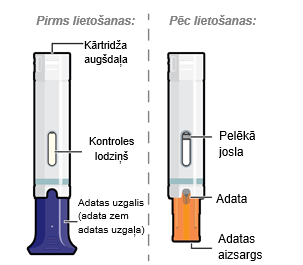 Pirms lietošanas:
Kārtridža
augšdaļa
Kontroles
lodziņš
Adatas uzgalis
(adata zem
adatas uzgaļa)
Pēc lietošanas:
Pelēkā
josla
Adata
Adatas
aizsargs